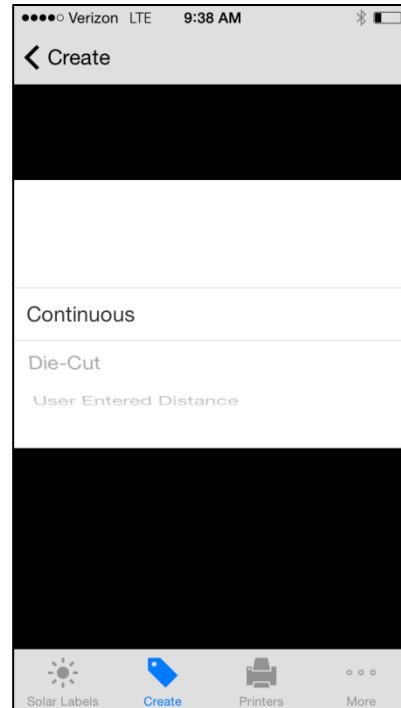 Verizon LTE 9:38 AM
Create
Continuous
Die-Cut
User Entered Distance
Solar Labels Create Printers More